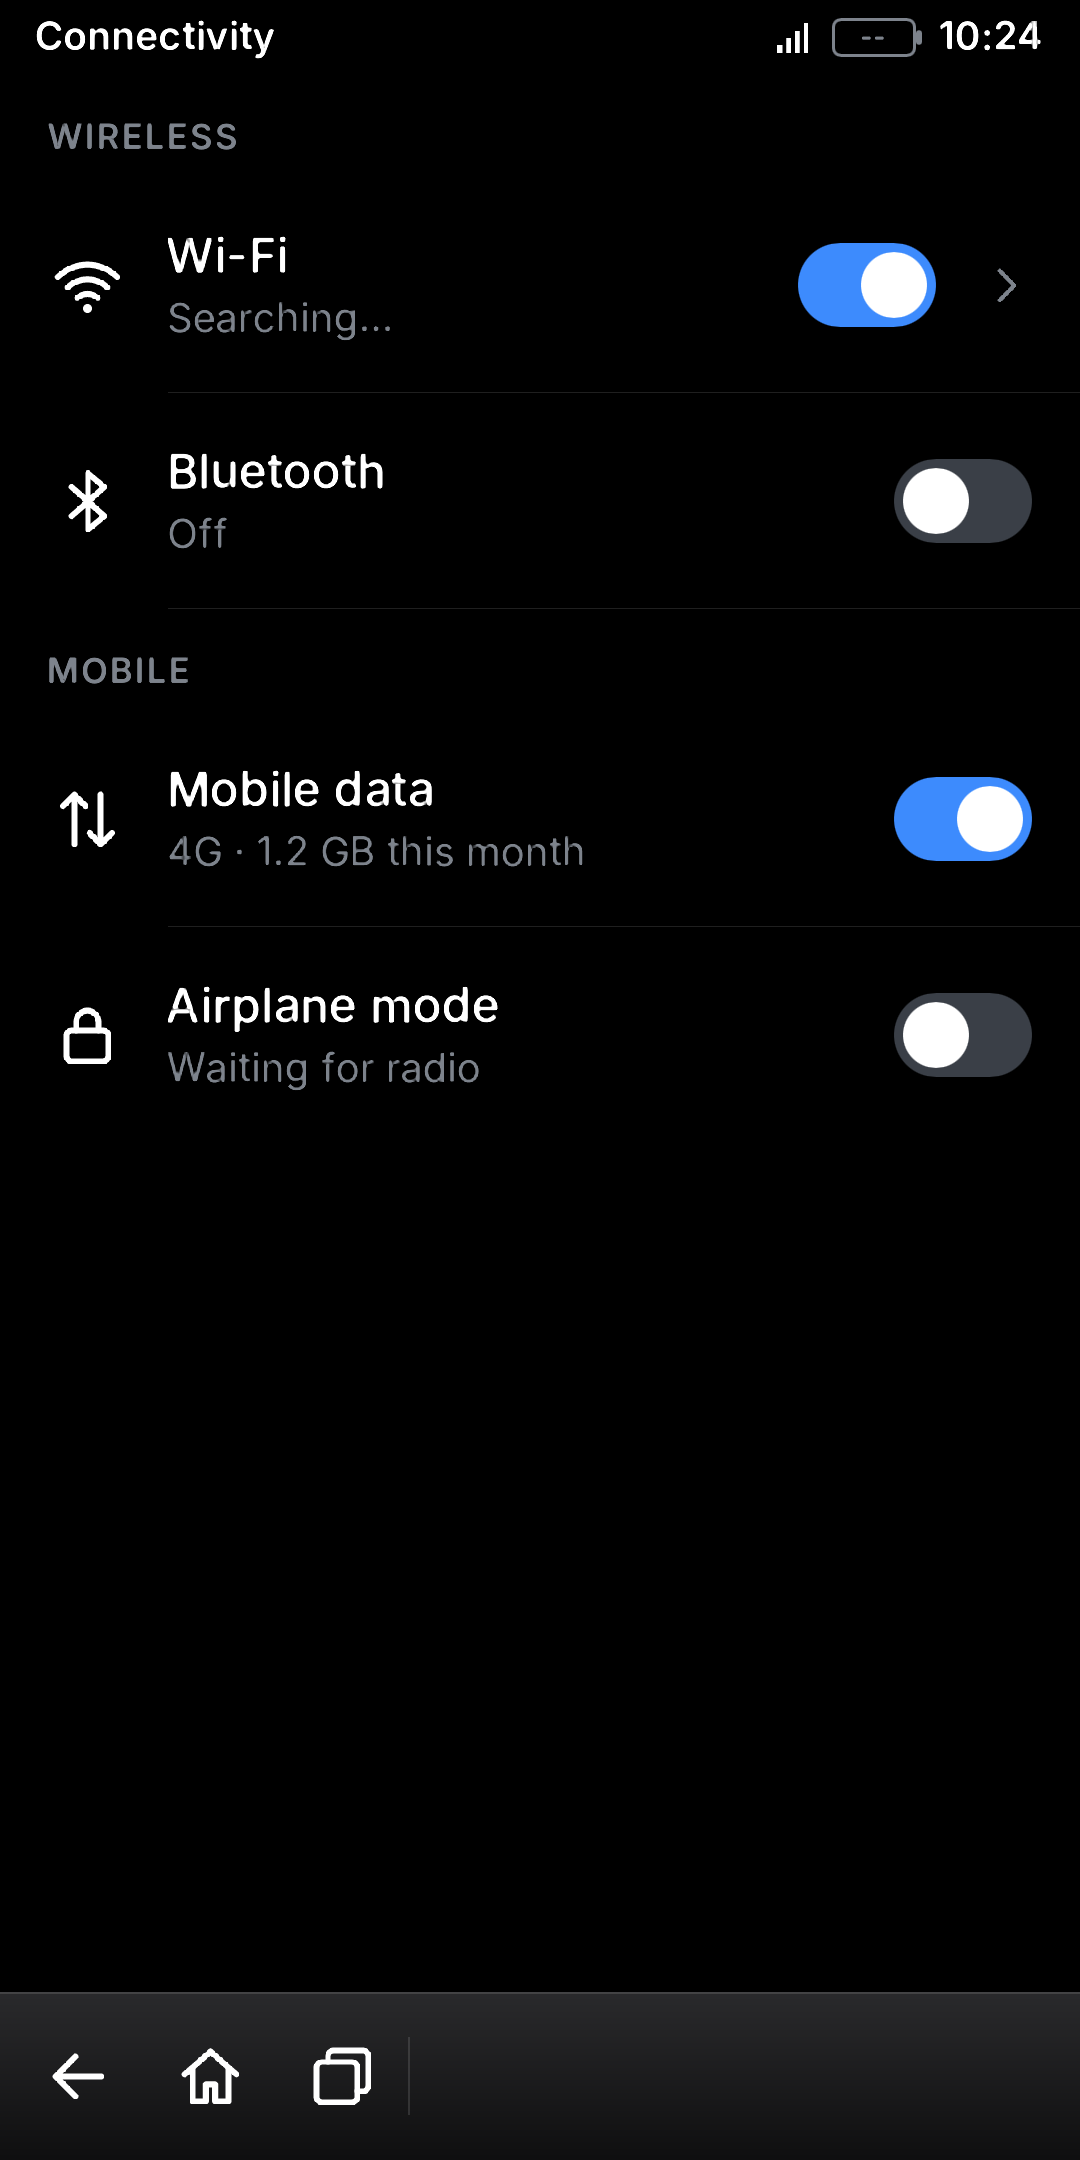 Connectivity
-- 10:24
WIRELESS
Wi-Fi
Searching...
Bluetooth
Off
MOBILE
Mobile data
4G · 1.2 GB this month
Airplane mode
Waiting for radio